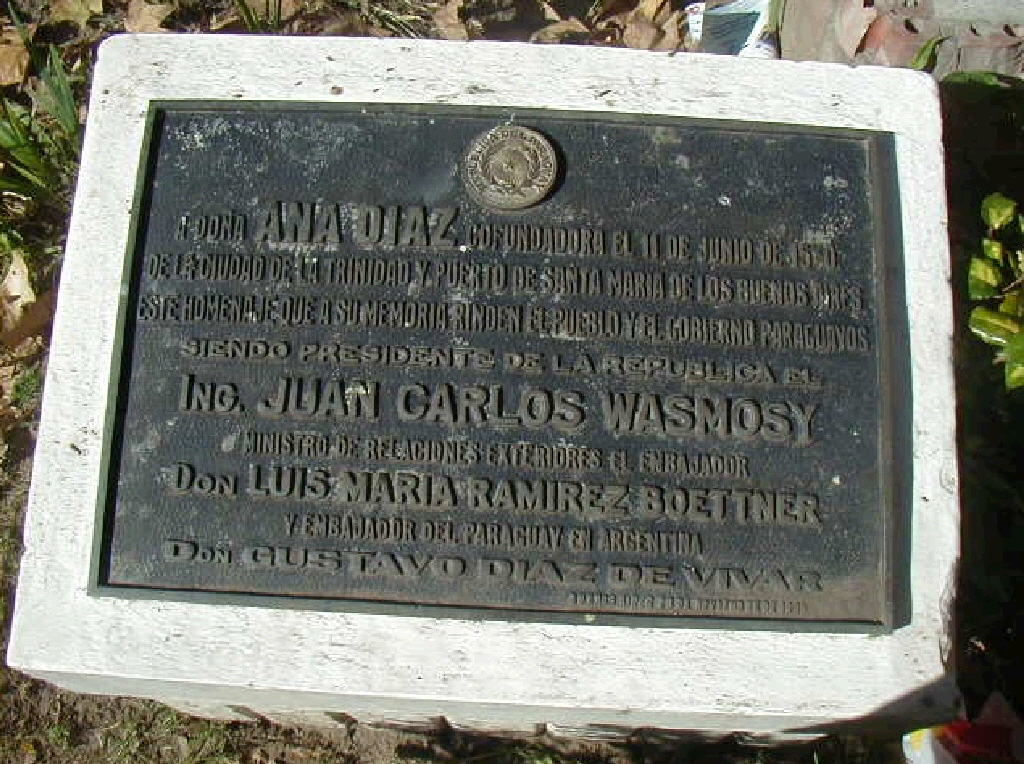 A DOÑA ANA DIAZ COFUNDADORA EL 11 DE JUNIO DE 1580
DE LA CIUDAD DE LA TRINIDAD Y PUERTO DE SANTA MARIA DE LOS BUENOS AIRES,
ESTE HOMENAJE QUE A SU MEMORIA RINDEN EL PUEBLO Y EL GOBIERNO PARAGUAYOS
SIENDO PRESIDENTE DE LA REPUBLICA EL
ING. JUAN CARLOS WASMOSY
MINISTRO DE RELACIONES EXTERIORES EL EMBAJADOR
DON LUIS MARIA RAMIREZ BOETTNER
Y EMBAJADOR DEL PARAGUAY EN ARGENTINA
DON GUSTAVO DIAZ DE VIVAR